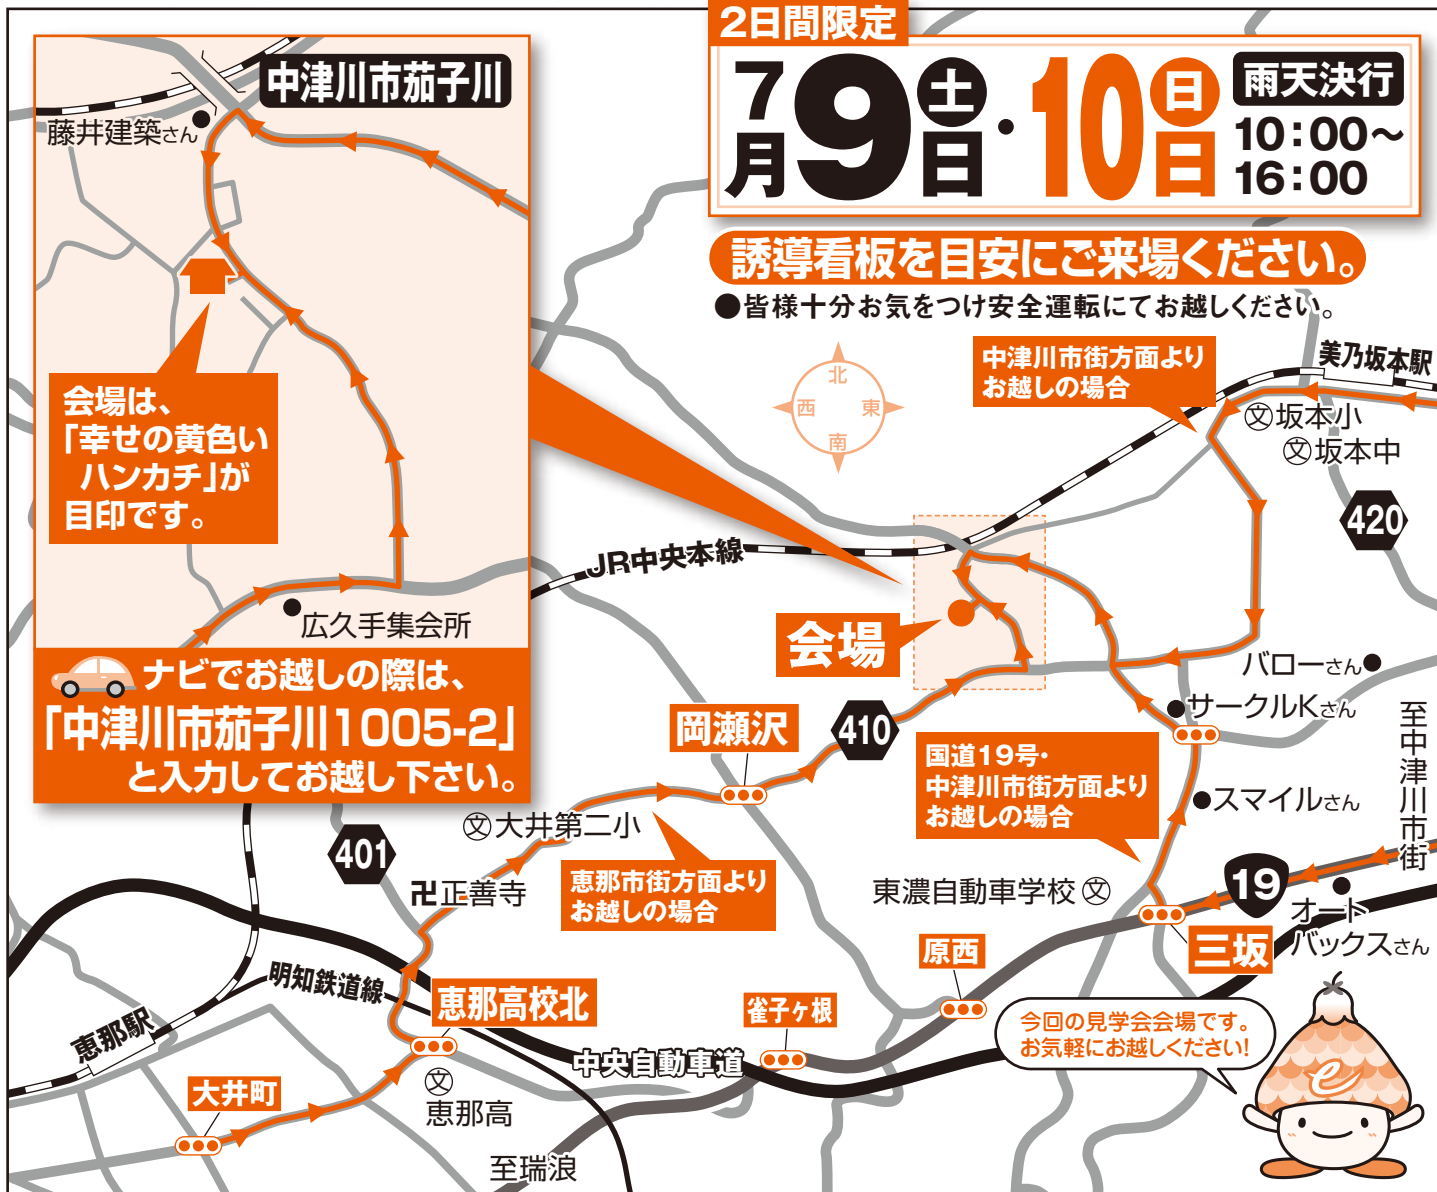 2日間限定
7月9日土・10日日
雨天決行
10:00～
16:00
誘導看板を目安にご来場ください。
●皆様十分お気をつけ安全運転にてお越しください。
中津川市茄子川
藤井建築さん
会場は、
「幸せの黄色い
ハンカチ」が
目印です。
広久手集会所
ナビでお越しの際は、
「中津川市茄子川1005-2」
と入力してお越し下さい。
北
西
東
南
中津川市街方面より
お越しの場合
美乃坂本駅
文坂本小
文坂本中
420
JR中央本線
会場
バローさん
サークルKさん
至中津川市街
岡瀬沢
410
国道19号・
中津川市街方面より
お越しの場合
スマイルさん
文大井第二小
401
卍正善寺
恵那市街方面より
お越しの場合
東濃自動車学校文
19
オート
バックスさん
三坂
原西
明知鉄道線
恵那高校北
雀子ヶ根
恵那駅
中央自動車道
大井町
文
恵那高
至瑞浪
今回の見学会会場です。
お気軽にお越しください!
e